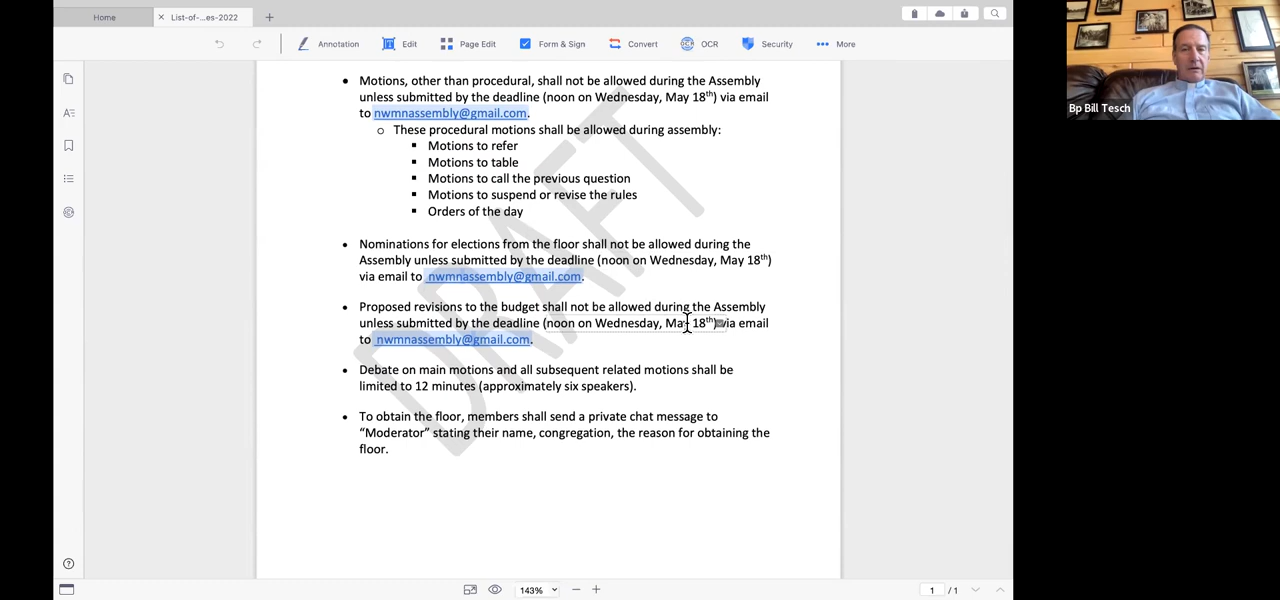 Home
List-of-...es-2022
Annotation
Edit
Page Edit
Form & Sign
Convert
OCR
OCR
Security
More
Bp Bill Tesch
Motions, other than procedural, shall not be allowed during the Assembly
unless submitted by the deadline (noon on Wednesday, May 18th) via email
to nwmnassembly@gmail.com.
These procedural motions shall be allowed during assembly:
Motions to refer
Motions to table
Motions to call the previous question
Motions to suspend or revise the rules
Orders of the day
Nominations for elections from the floor shall not be allowed during the
Assembly unless submitted by the deadline (noon on Wednesday, May 18th)
via email to nwmnassembly@gmail.com.
Proposed revisions to the budget shall not be allowed during the Assembly
unless submitted by the deadline (noon on Wednesday, May 18th) via email
to nwmnassembly@gmail.com.
Debate on main motions and all subsequent related motions shall be
limited to 12 minutes (approximately six speakers).
To obtain the floor, members shall send a private chat message to
“Moderator” stating their name, congregation, the reason for obtaining the
floor.
DRAFT
143%
1 / 1